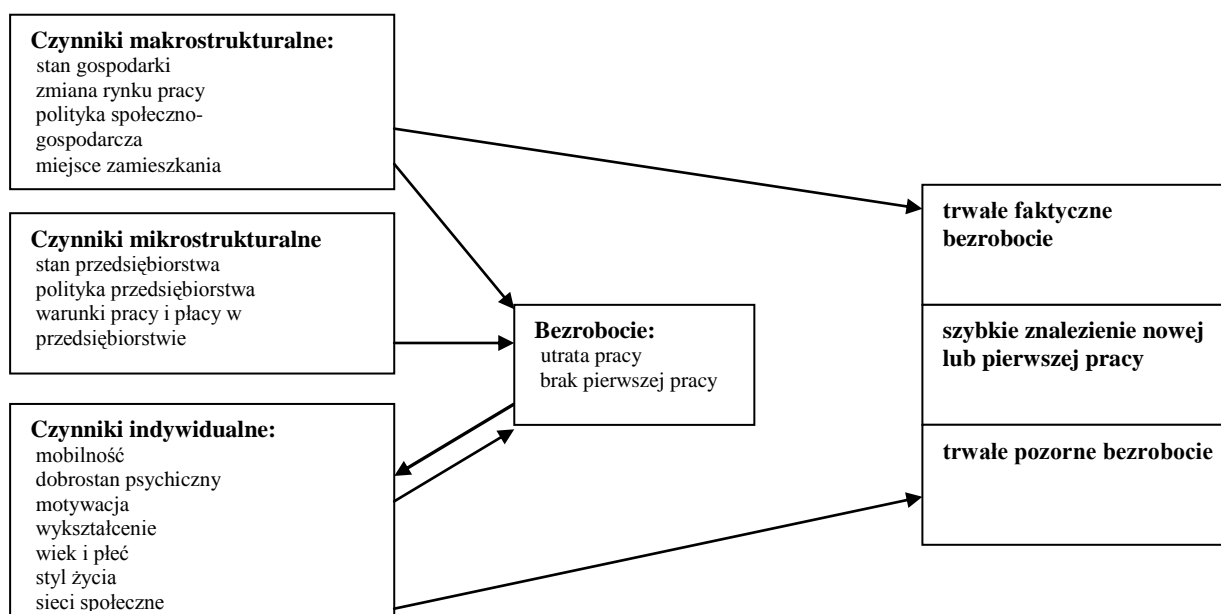 Czynniki makrostrukturalne:
stan gospodarki
zmiana rynku pracy
polityka społeczno-
gospodarcza
miejsce zamieszkania
Czynniki mikrostrukturalne
stan przedsiębiorstwa
polityka przedsiębiorstwa
warunki pracy i płacy w
przedsiębiorstwie
Czynniki indywidualne:
mobilność
dobrostan psychiczny
motywacja
wykształcenie
wiek i płeć
styl życia
sieci społeczne
Bezrobocie:
utrata pracy
brak pierwszej pracy
trwałe faktyczne
bezrobocie
szybkie znalezienie nowej
lub pierwszej pracy
trwałe pozorne bezrobocie